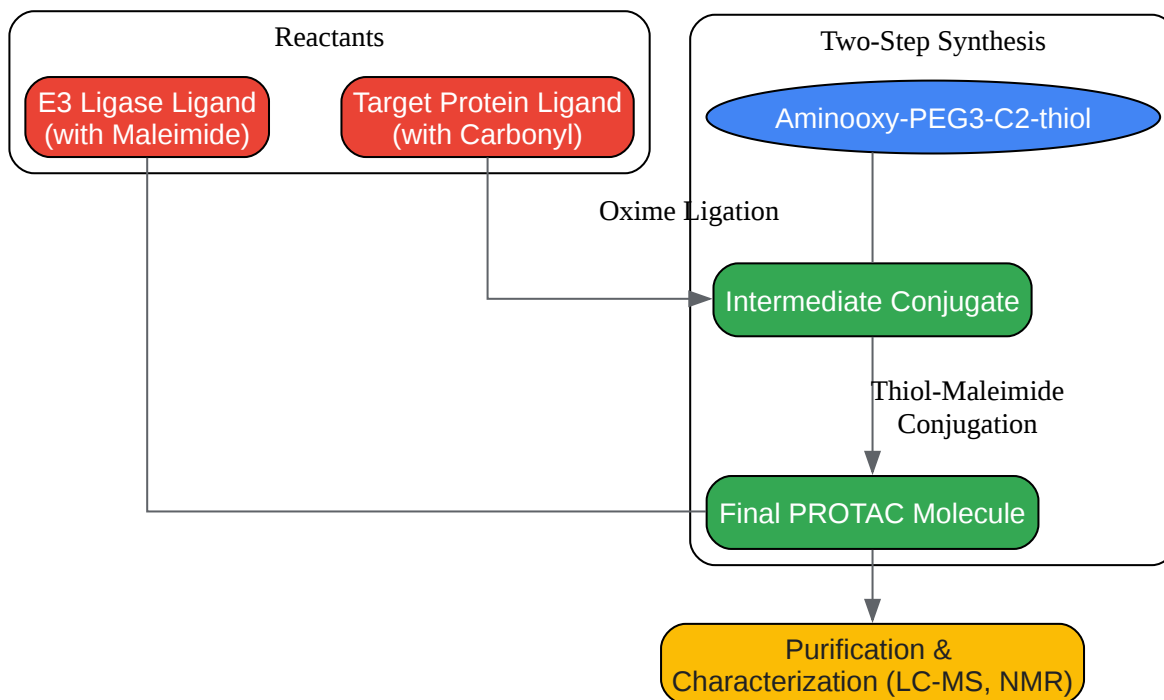 Reactants
E3 Ligase Ligand
(with Maleimide)
Target Protein Ligand
(with Carbonyl)
Two-Step Synthesis
Aminooxy-PEG3-C2-thiol
Oxime Ligation
Intermediate Conjugate
Thiol-Maleimide
Conjugation
Final PROTAC Molecule
Purification &
Characterization (LC-MS, NMR)